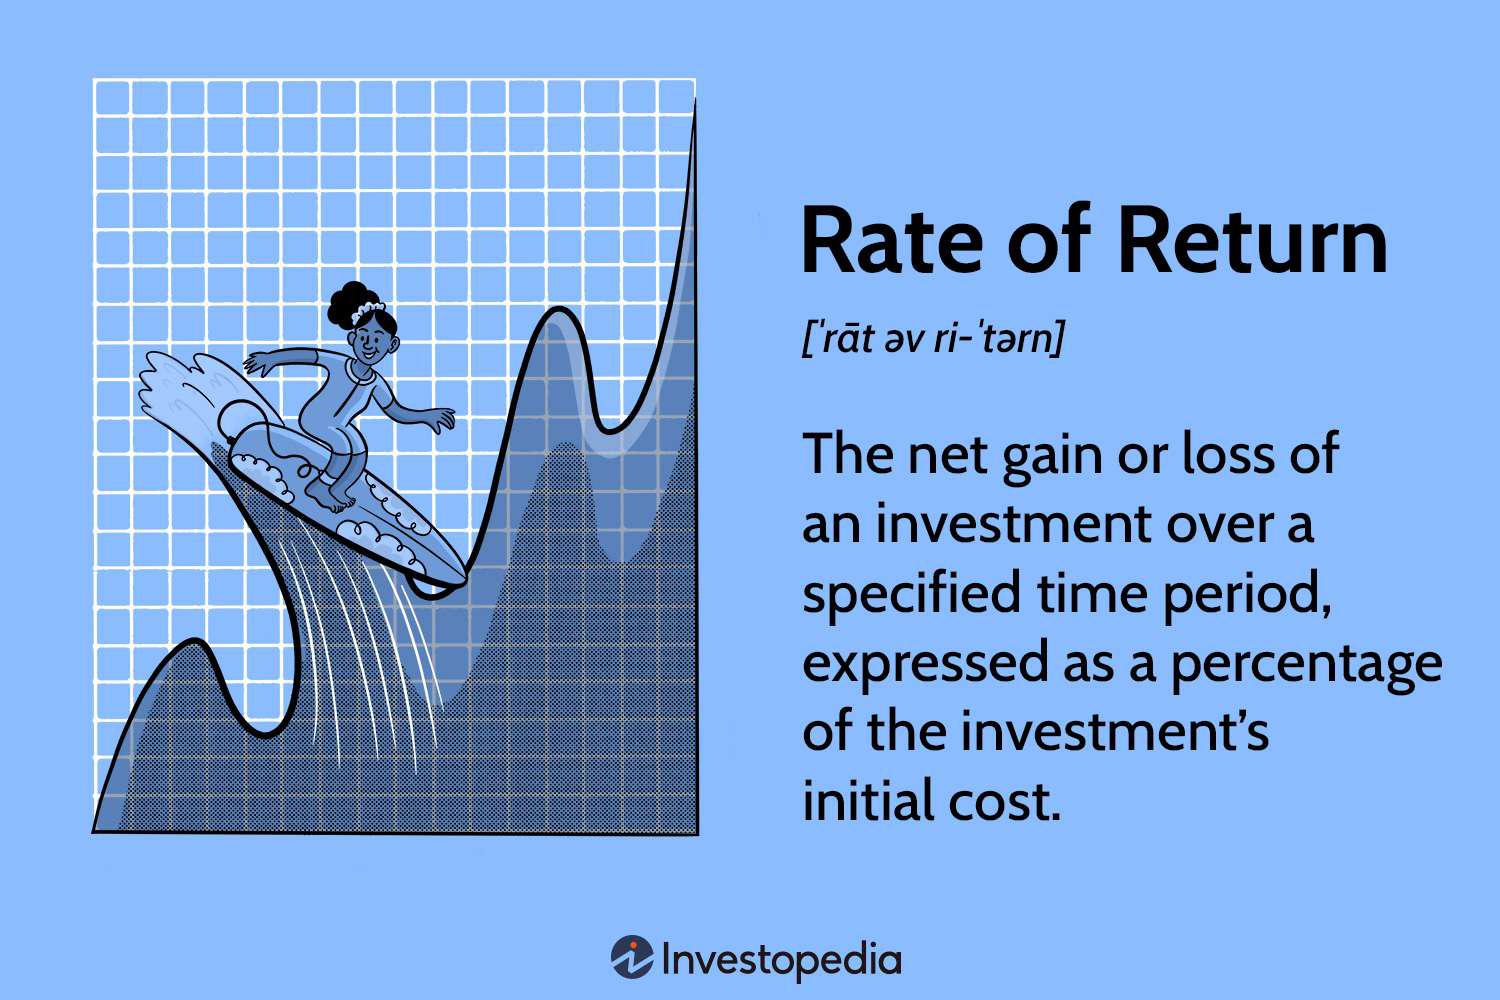 Rate of Return
[ˈrāt əv ri-ˈtərn]
The net gain or loss of
an investment over a
specified time period,
expressed as a percentage
of the investment’s
initial cost.
Investopedia